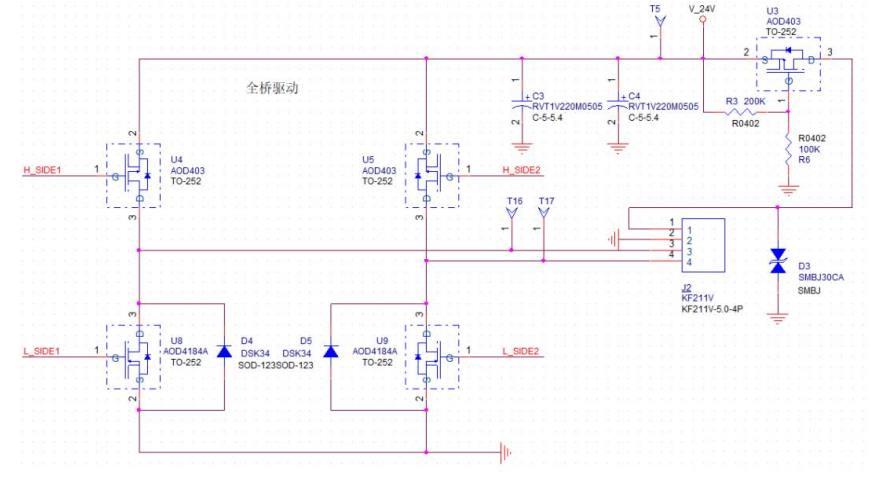 T5
V_24V
U3
AOD403
TO-252
2
S
D
3
G
1
全桥驱动
1
+
C3
RVT1V220M0505
C-5-5.4
2
1
+
C4
RVT1V220M0505
C-5-5.4
2
R3 200K
R0402
R0402
100K
R6
1
2
S
H_SIDE1
1
G
U4
AOD403
TO-252
D
3
2
S
U5
AOD403
TO-252
G
1
H_SIDE2
D
3
T16
T17
1
1
1 1
2 2
3 3
4 4
J2
KF211V
KF211V-5.0-4P
D3
SMBJ30CA
SMBJ
3
D
L_SIDE1
1
G
U8
AOD4184A
TO-252
S
2
D4
DSK34
SOD-123
D5
DSK34
SOD-123
3
D
U9
AOD4184A
TO-252
G
1
L_SIDE2
S
2